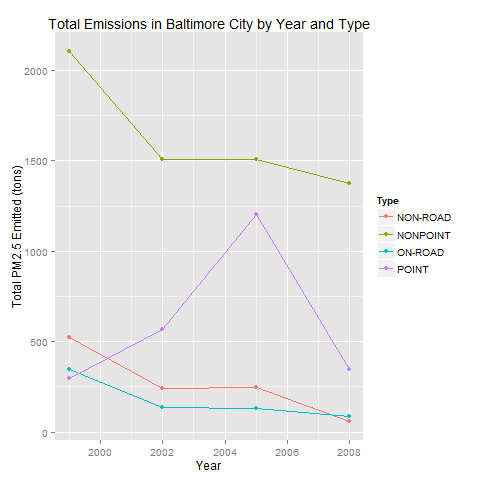 Total Emissions in Baltimore City by Year and Type
Total PM2.5 Emitted (tons)
2000
1500
1000
500
0
2000
2002
2004
2006
2008
Year
Type
NON-ROAD
NONPOINT
ON-ROAD
POINT